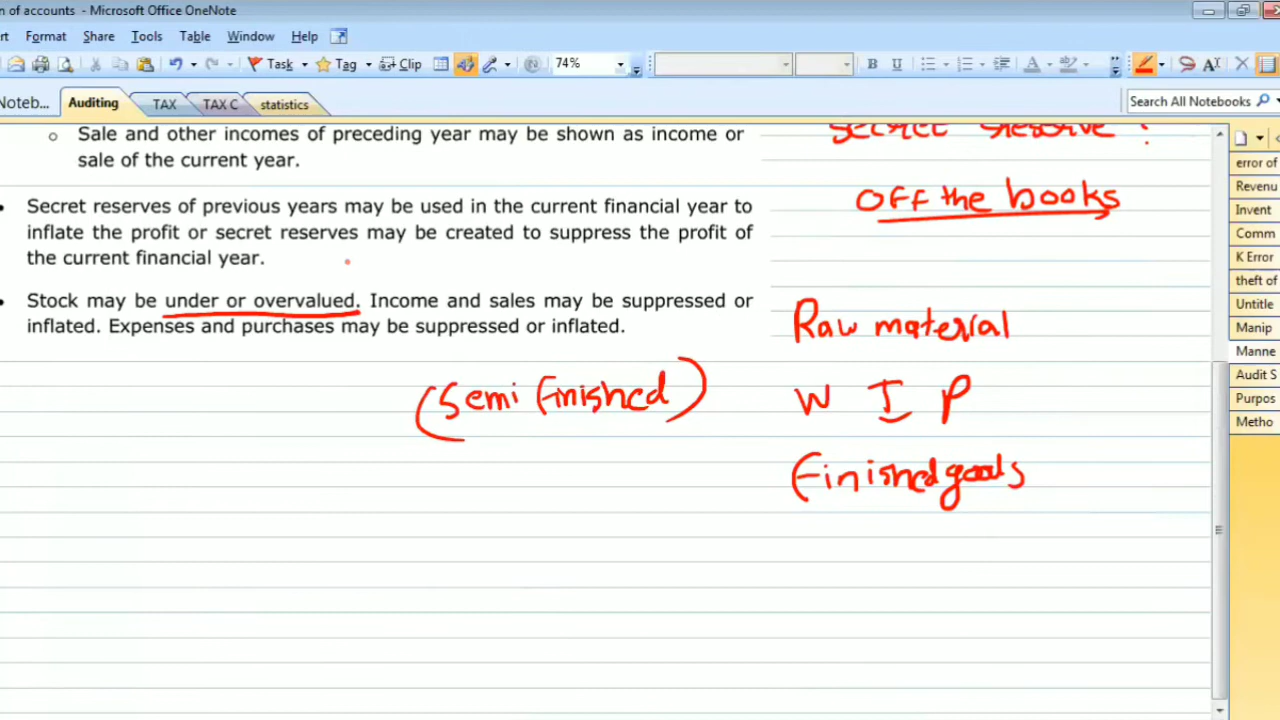 n of accounts - Microsoft Office OneNote
rt Format Share Tools Table Window Help
Task Tag Clip 74% B U A
Noteb... Auditing TAX TAX C statistics Search All Notebooks
Sale and other incomes of preceding year may be shown as income or
sale of the current year.
Secret reserve ?
Off the books
Secret reserves of previous years may be used in the current financial year to
inflate the profit or secret reserves may be created to suppress the profit of
the current financial year.
Stock may be under or overvalued. Income and sales may be suppressed or
inflated. Expenses and purchases may be suppressed or inflated.
Raw material
(Semi finished) W I P
Finished goods
error of
Revenu
Invent
Comm
K Error
theft of
Untitle
Manip
Manne
Audit S
Purpos
Metho